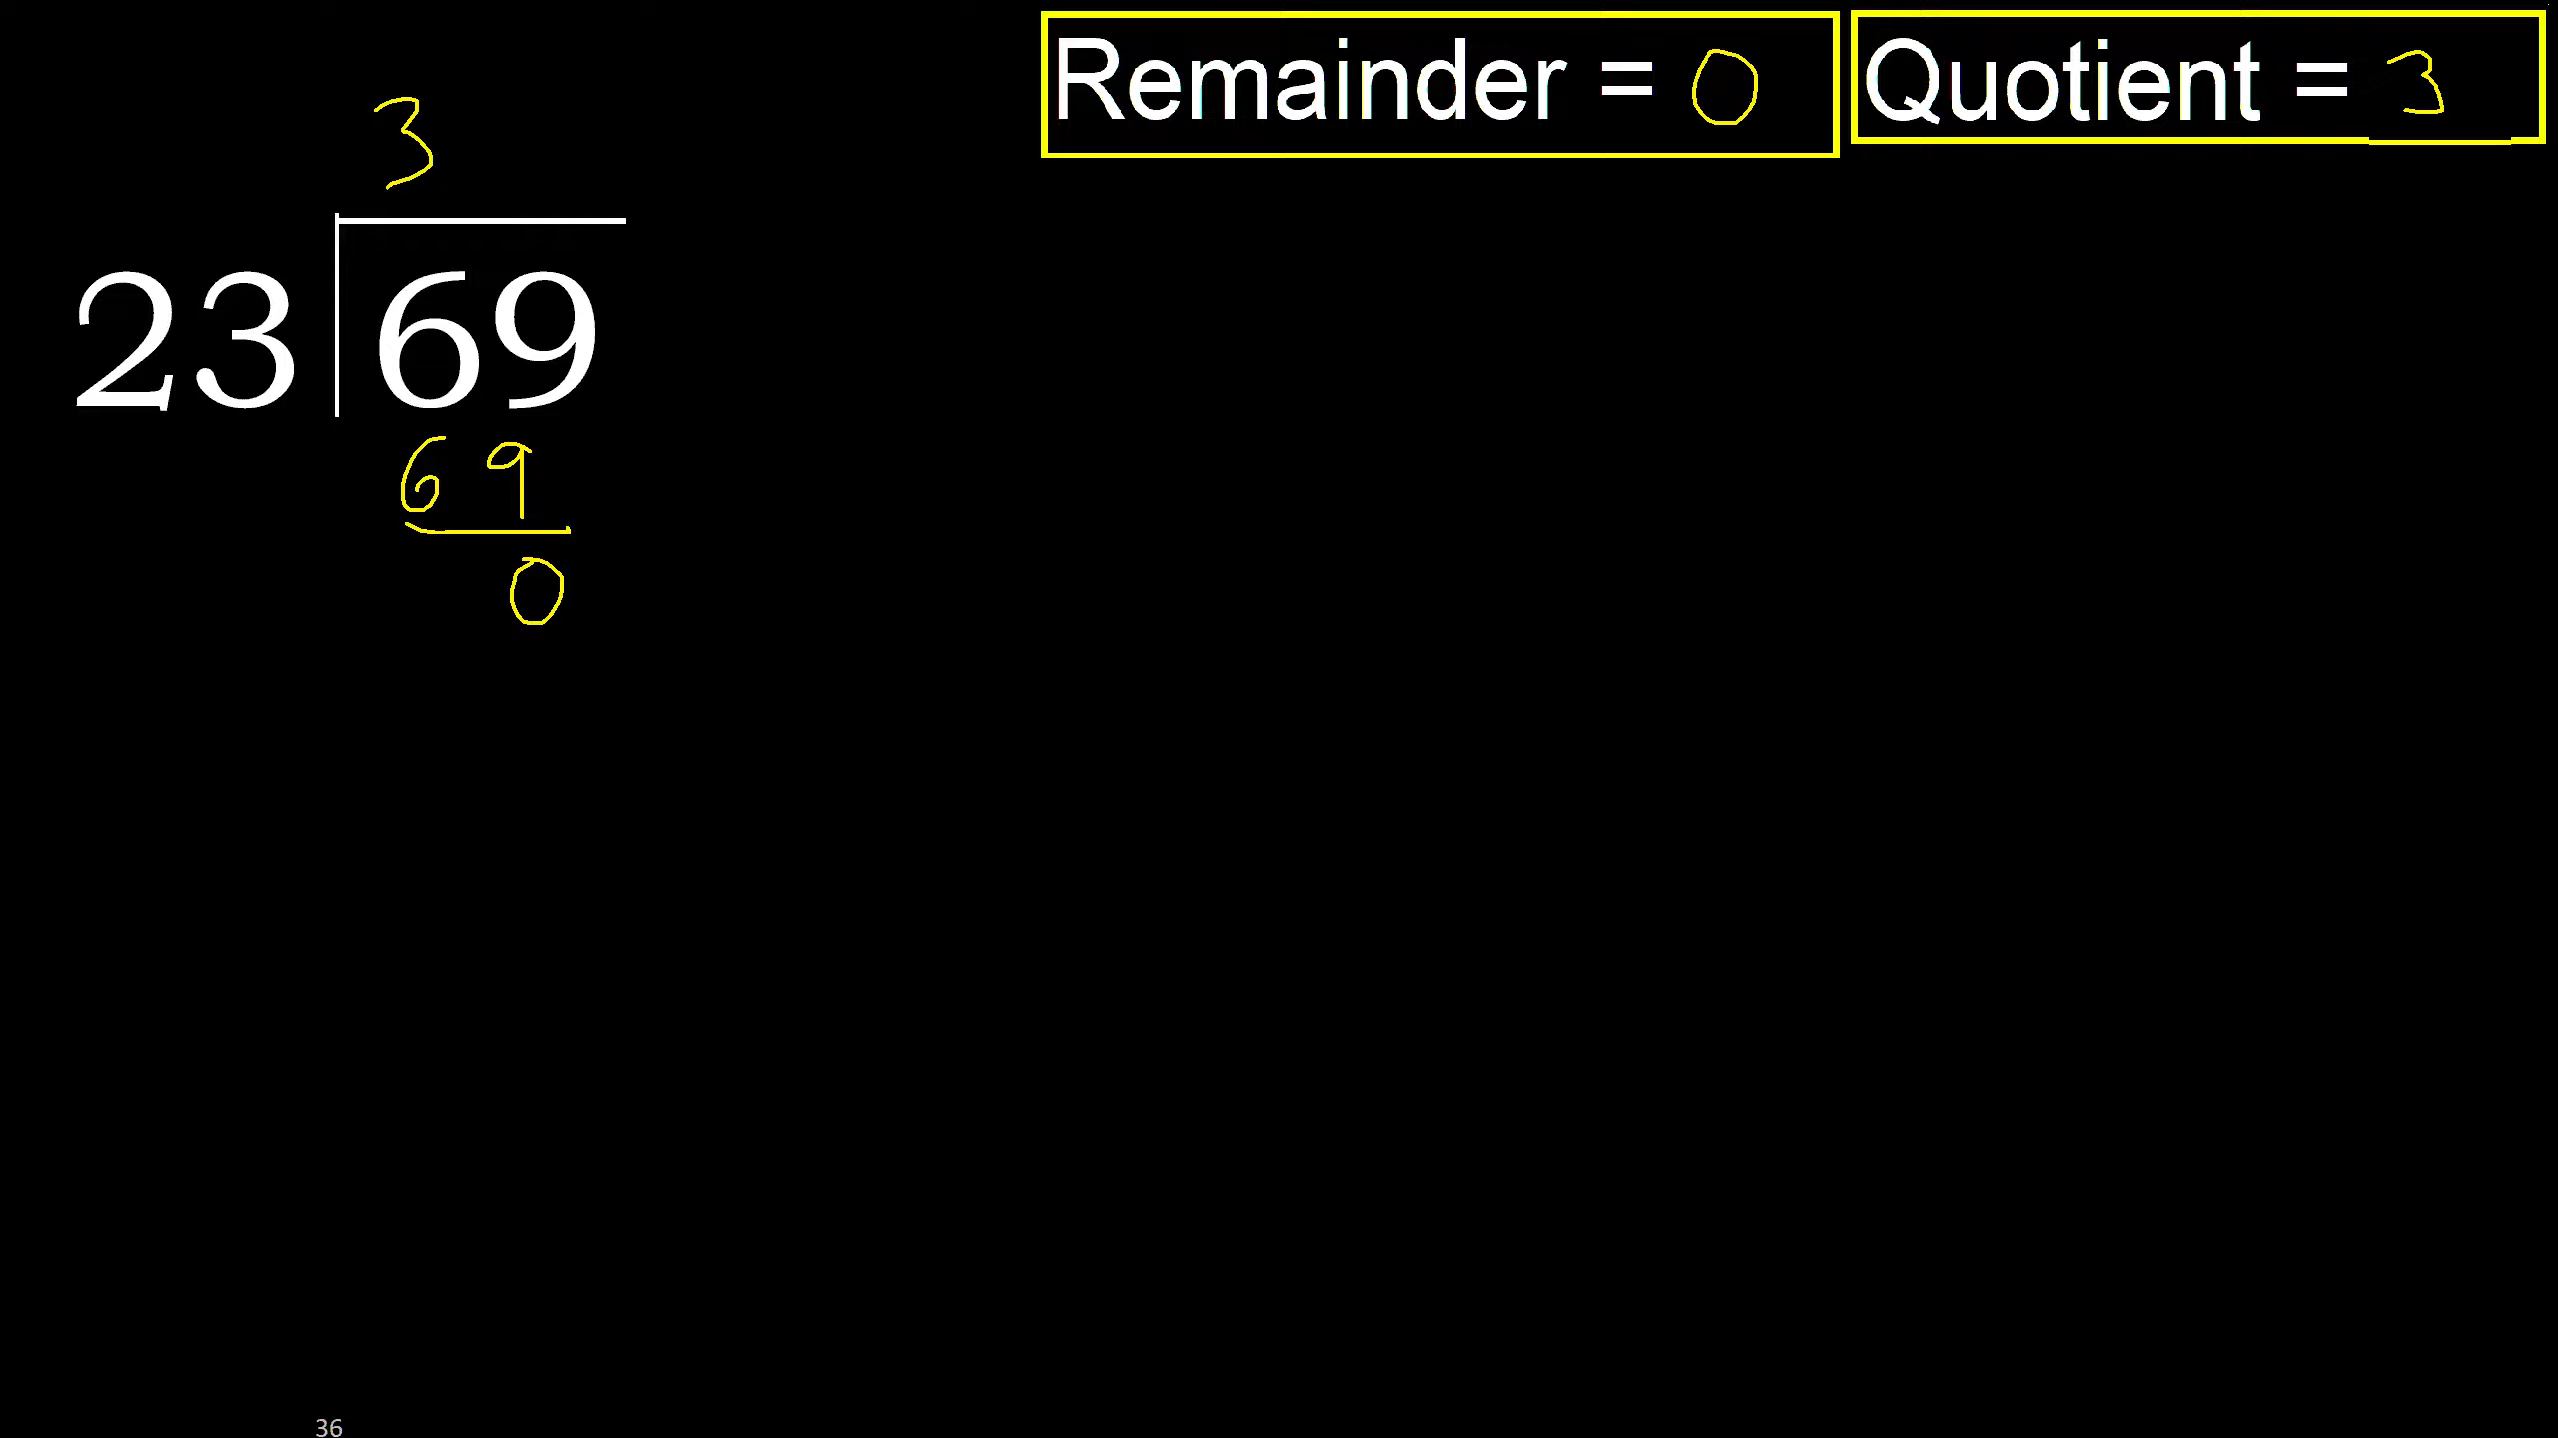 Remainder = 0
Quotient = 3
3
23 69
69
0
36